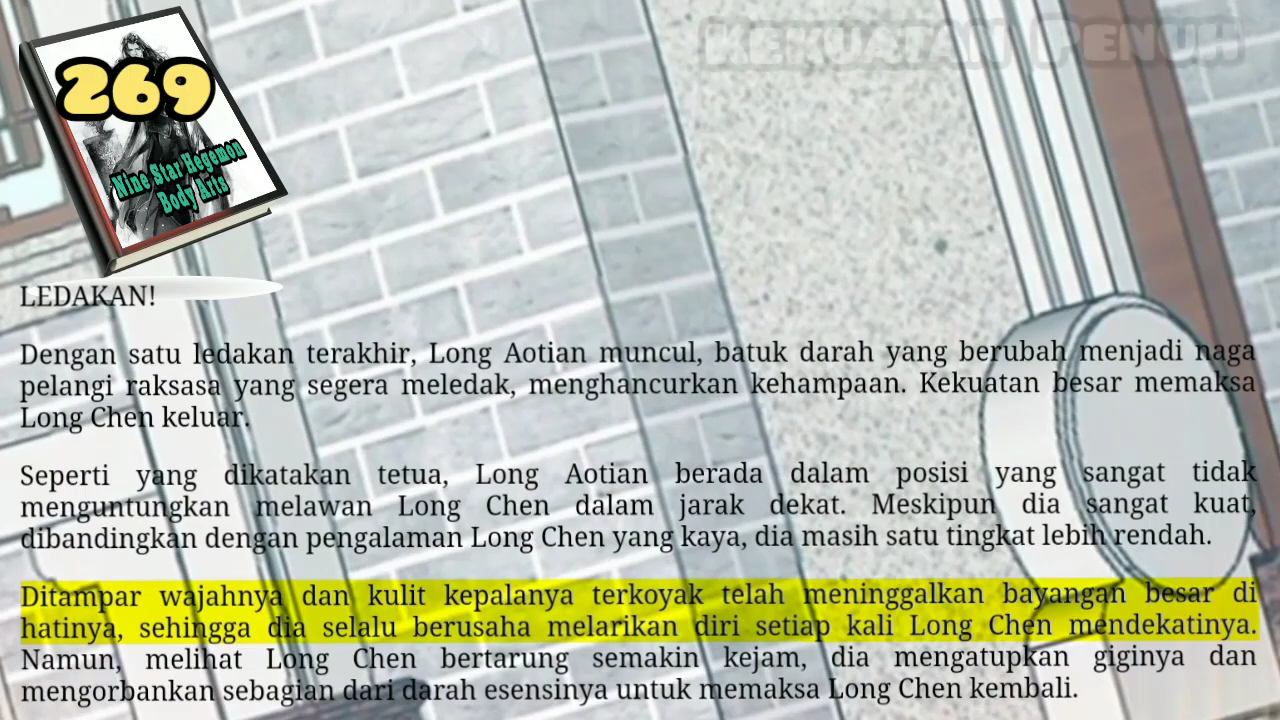 KEKUATAN PENUH
269
Nine Star Hegemon
Body Arts
LEDAKAN!
Dengan satu ledakan terakhir, Long Aotian muncul, batuk darah yang berubah menjadi naga
pelangi raksasa yang segera meledak, menghancurkan kehampaan. Kekuatan besar memaksa
Long Chen keluar.
Seperti yang dikatakan tetua, Long Aotian berada dalam posisi yang sangat tidak
menguntungkan melawan Long Chen dalam jarak dekat. Meskipun dia sangat kuat,
dibandingkan dengan pengalaman Long Chen yang kaya, dia masih satu tingkat lebih rendah.
Ditampar wajahnya dan kulit kepalanya terkoyak telah meninggalkan bayangan besar di
hatinya, sehingga dia selalu berusaha melarikan diri setiap kali Long Chen mendekatinya.
Namun, melihat Long Chen bertarung semakin kejam, dia mengatupkan giginya dan
mengorbankan sebagian dari darah esensinya untuk memaksa Long Chen kembali.